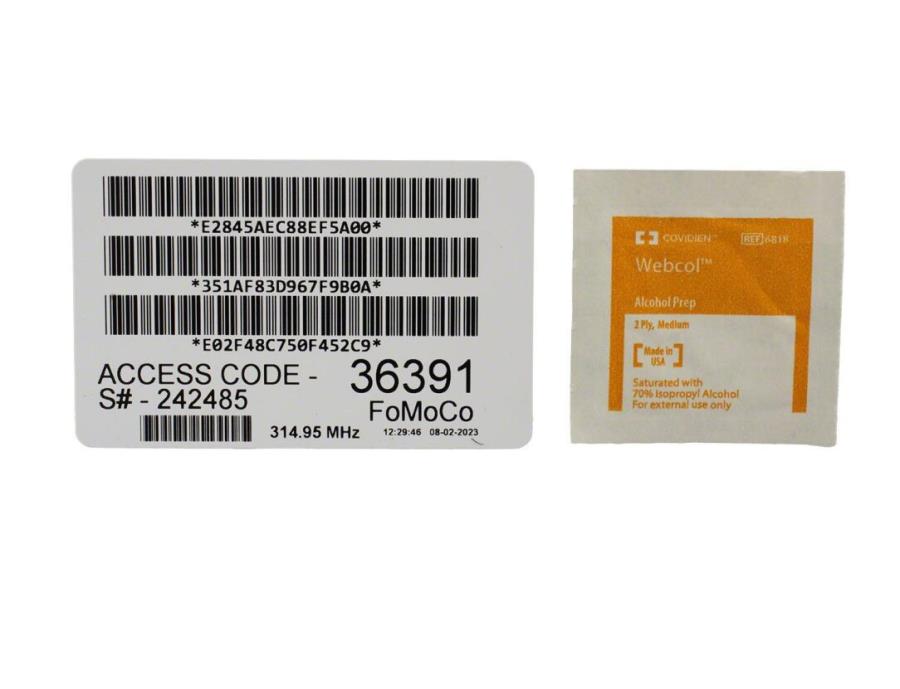 *E2845AEC88EF5A00*
*351AF83D967F9B0A*
*E02F48C750F452C9*
ACCESS CODE - 36391
S# - 242485 FoMoCo
314.95 MHz 12:29:46 08-02-2023
COVIDIEN™ REF 6818
Webcol™
Alcohol Prep
2 Ply, Medium
Made in
USA
Saturated with
70% Isopropyl Alcohol
For external use only